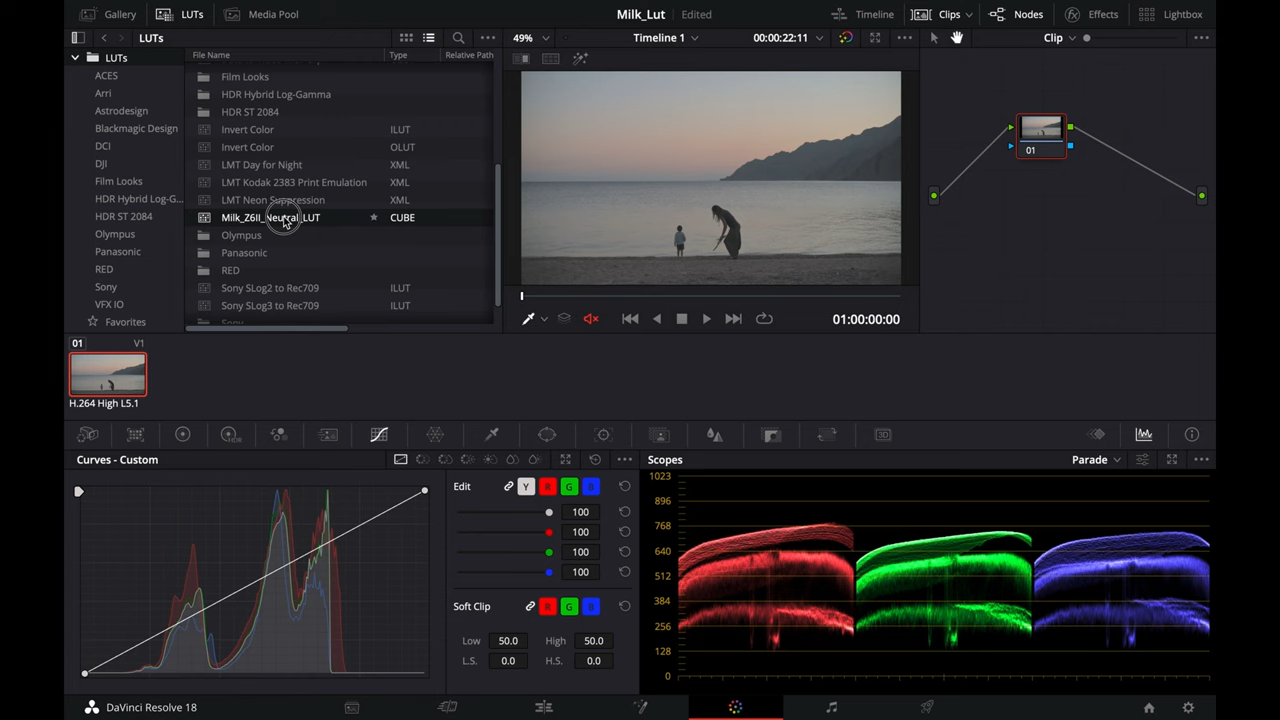 Gallery LUTs Media Pool Milk_Lut Edited Timeline Clips Nodes Effects Lightbox
LUTs 49% Timeline 1 00:00:22:11 Clip
LUTs
ACES
Arri
Astrodesign
Blackmagic Design
DCI
DJI
Film Looks
HDR Hybrid Log-G...
HDR ST 2084
Olympus
Panasonic
RED
Sony
VFX IO
Favorites
File Name Type Relative Path
Film Looks
HDR Hybrid Log-Gamma
HDR ST 2084
Invert Color ILUT
Invert Color OLUT
LMT Day for Night XML
LMT Kodak 2383 Print Emulation XML
LMT Neon Suppression XML
Milk_Z6II_Neutral_LUT CUBE
Olympus
Panasonic
RED
Sony SLog2 to Rec709 ILUT
Sony SLog3 to Rec709 ILUT
Sony
01:00:00:00
01
01 V1
H.264 High L5.1
HDR
3D
Curves - Custom
Edit Y R G B
100
100
100
100
Soft Clip R G B
Low 50.0 High 50.0
L.S. 0.0 H.S. 0.0
Scopes Parade
1023
896
768
640
512
384
256
128
0
DaVinci Resolve 18